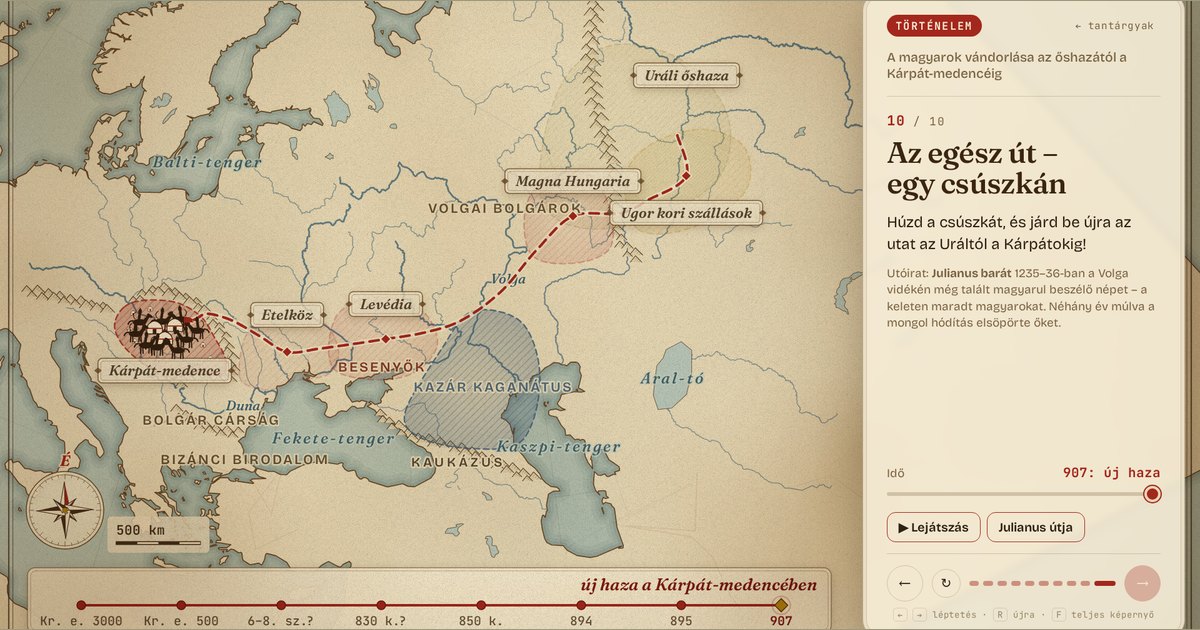 Uráli őshaza
Magna Hungaria
VOLGAI BOLGÁROK
Ugor kori szállások
Balti-tenger
Volga
Levédia
Etelköz
Kárpát-medence
BESENYŐK
KAZÁR KAGANÁTUS
Aral-tó
Duna
BOLGÁR CÁRSÁG
Fekete-tenger
Kaszpi-tenger
BIZÁNCI BIRODALOM
KAUKÁZUS
É
500 km
új haza a Kárpát-medencében
Kr. e. 3000 Kr. e. 500 6–8. sz.? 830 k.? 850 k. 894 895 907
TÖRTÉNELEM
← tantárgyak
A magyarok vándorlása az őshazától a
Kárpát-medencéig
10 / 10
Az egész út –
egy csúszkán
Húzd a csúszkát, és járd be újra az
utat az Uráltól a Kárpátokig!
Utóirat: Julianus barát 1235–36-ban a Volga
vidékén még talált magyarul beszélő népet – a
keleten maradt magyarokat. Néhány év múlva a
mongol hódítás elsöpörte őket.
Idő
907: új haza
▶ Lejátszás
Julianus útja
← ↻ →
← → léptetés · R újra · F teljes képernyő